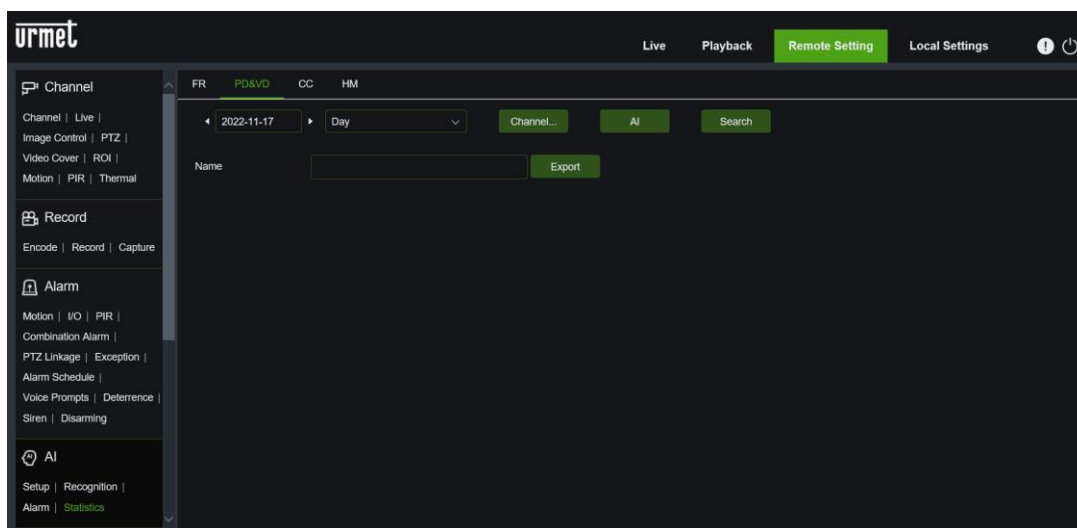 urmet
Live Playback Remote Setting Local Settings
Channel
Channel | Live |
Image Control | PTZ |
Video Cover | ROI |
Motion | PIR | Thermal
Record
Encode | Record | Capture
Alarm
Motion | I/O | PIR |
Combination Alarm |
PTZ Linkage | Exception |
Alarm Schedule |
Voice Prompts | Deterrence |
Siren | Disarming
AI
Setup | Recognition |
Alarm | Statistics
FR PD&VD CC HM
2022-11-17 Day Channel... AI Search
Name Export